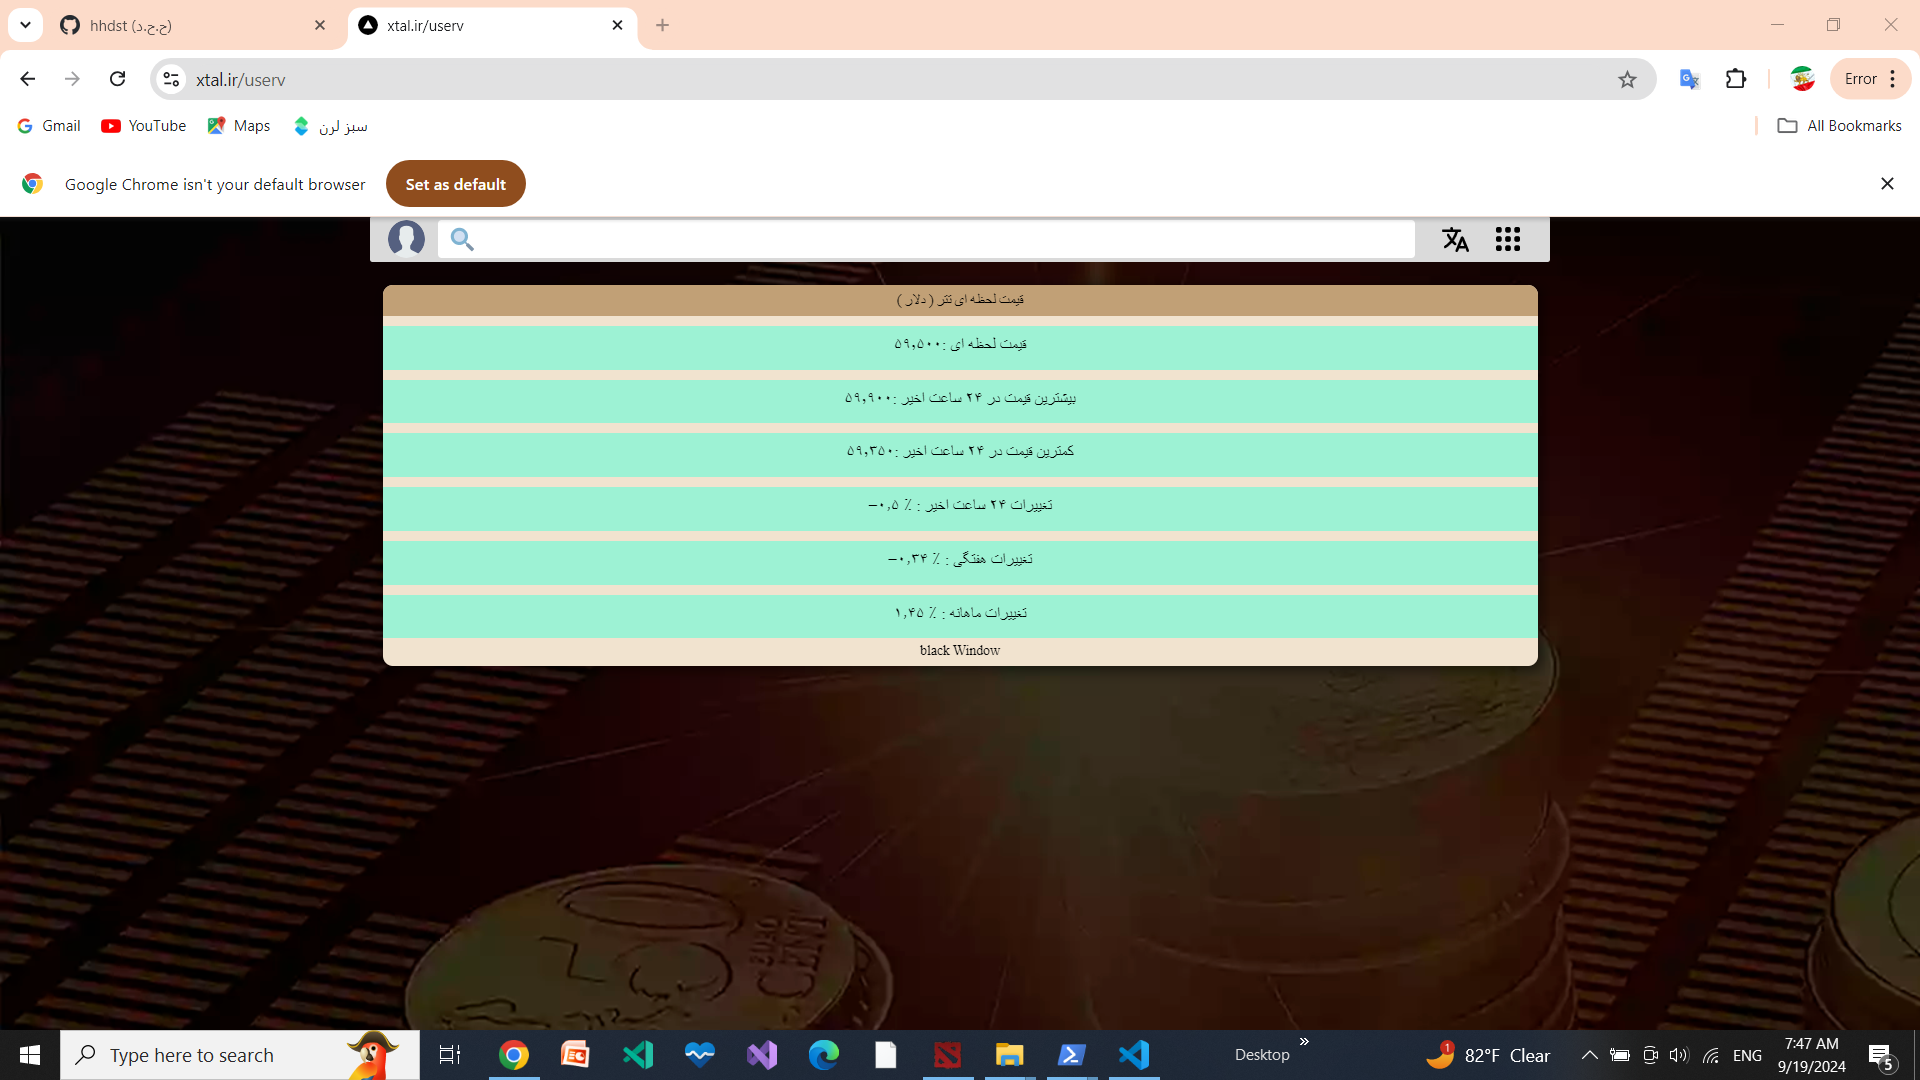 hhdst (ح.ح.د)
xtal.ir/userv
xtal.ir/userv
Error
Gmail
YouTube
Maps
سبز لرن
All Bookmarks
Google Chrome isn't your default browser
Set as default
قیمت لحظه ای تتر ( دلار )
قیمت لحظه ای :۵۹,۵۰۰
بیشترین قیمت در ۲۴ ساعت اخیر :۵۹,۹۰۰
کمترین قیمت در ۲۴ ساعت اخیر :۵۹,۳۵۰
تغییرات ۲۴ ساعت اخیر : ٪ ۰,۵−
تغییرات هفتگی : ٪ ۰,۳۴−
تغییرات ماهانه : ٪ ۱,۴۵
black Window
20
EURO
CENT
Type here to search
Desktop
»
1
82°F Clear
ENG
7:47 AM
9/19/2024
5